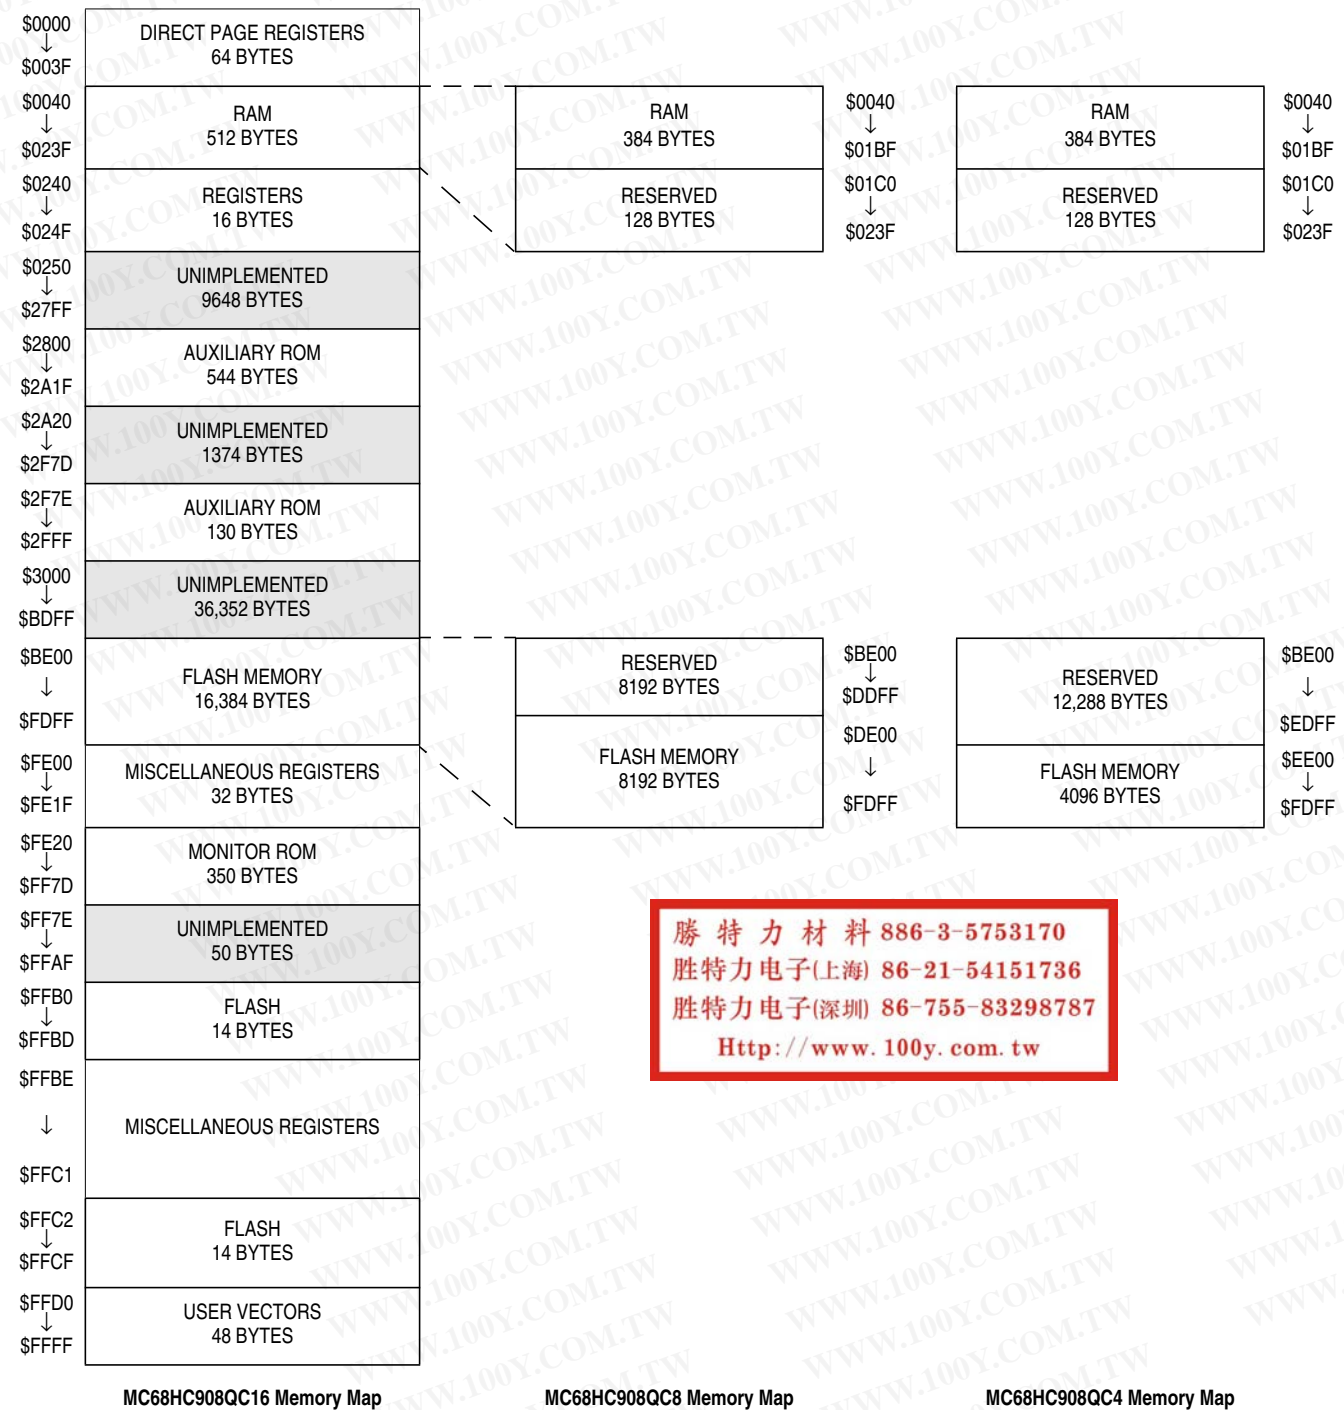 $0000
↓
$003F
DIRECT PAGE REGISTERS
64 BYTES
$0040
↓
$023F
RAM
512 BYTES
$0240
↓
$024F
REGISTERS
16 BYTES
$0250
↓
$27FF
UNIMPLEMENTED
9648 BYTES
$2800
↓
$2A1F
AUXILIARY ROM
544 BYTES
$2A20
↓
$2F7D
UNIMPLEMENTED
1374 BYTES
$2F7E
↓
$2FFF
AUXILIARY ROM
130 BYTES
$3000
↓
$BDFF
UNIMPLEMENTED
36,352 BYTES
$BE00
↓
$FDFF
FLASH MEMORY
16,384 BYTES
$FE00
↓
$FE1F
MISCELLANEOUS REGISTERS
32 BYTES
$FE20
↓
$FF7D
MONITOR ROM
350 BYTES
$FF7E
↓
$FFAF
UNIMPLEMENTED
50 BYTES
$FFB0
↓
$FFBD
FLASH
14 BYTES
$FFBE
↓
$FFC1
MISCELLANEOUS REGISTERS
$FFC2
↓
$FFCF
FLASH
14 BYTES
$FFD0
↓
$FFFF
USER VECTORS
48 BYTES
MC68HC908QC16 Memory Map
RAM
384 BYTES
$0040
↓
$01BF
RESERVED
128 BYTES
$01C0
↓
$023F
RESERVED
8192 BYTES
$BE00
↓
$DDFF
FLASH MEMORY
8192 BYTES
$DE00
↓
$FDFF
MC68HC908QC8 Memory Map
RAM
384 BYTES
$0040
↓
$01BF
RESERVED
128 BYTES
$01C0
↓
$023F
RESERVED
12,288 BYTES
$BE00
↓
$EDFF
FLASH MEMORY
4096 BYTES
$EE00
↓
$FDFF
MC68HC908QC4 Memory Map
勝 特 力 材 料 886-3-5753170
胜特力电子(上海) 86-21-54151736
胜特力电子(深圳) 86-755-83298787
Http://www.100y.com.tw
WWW.100Y.COM.TW